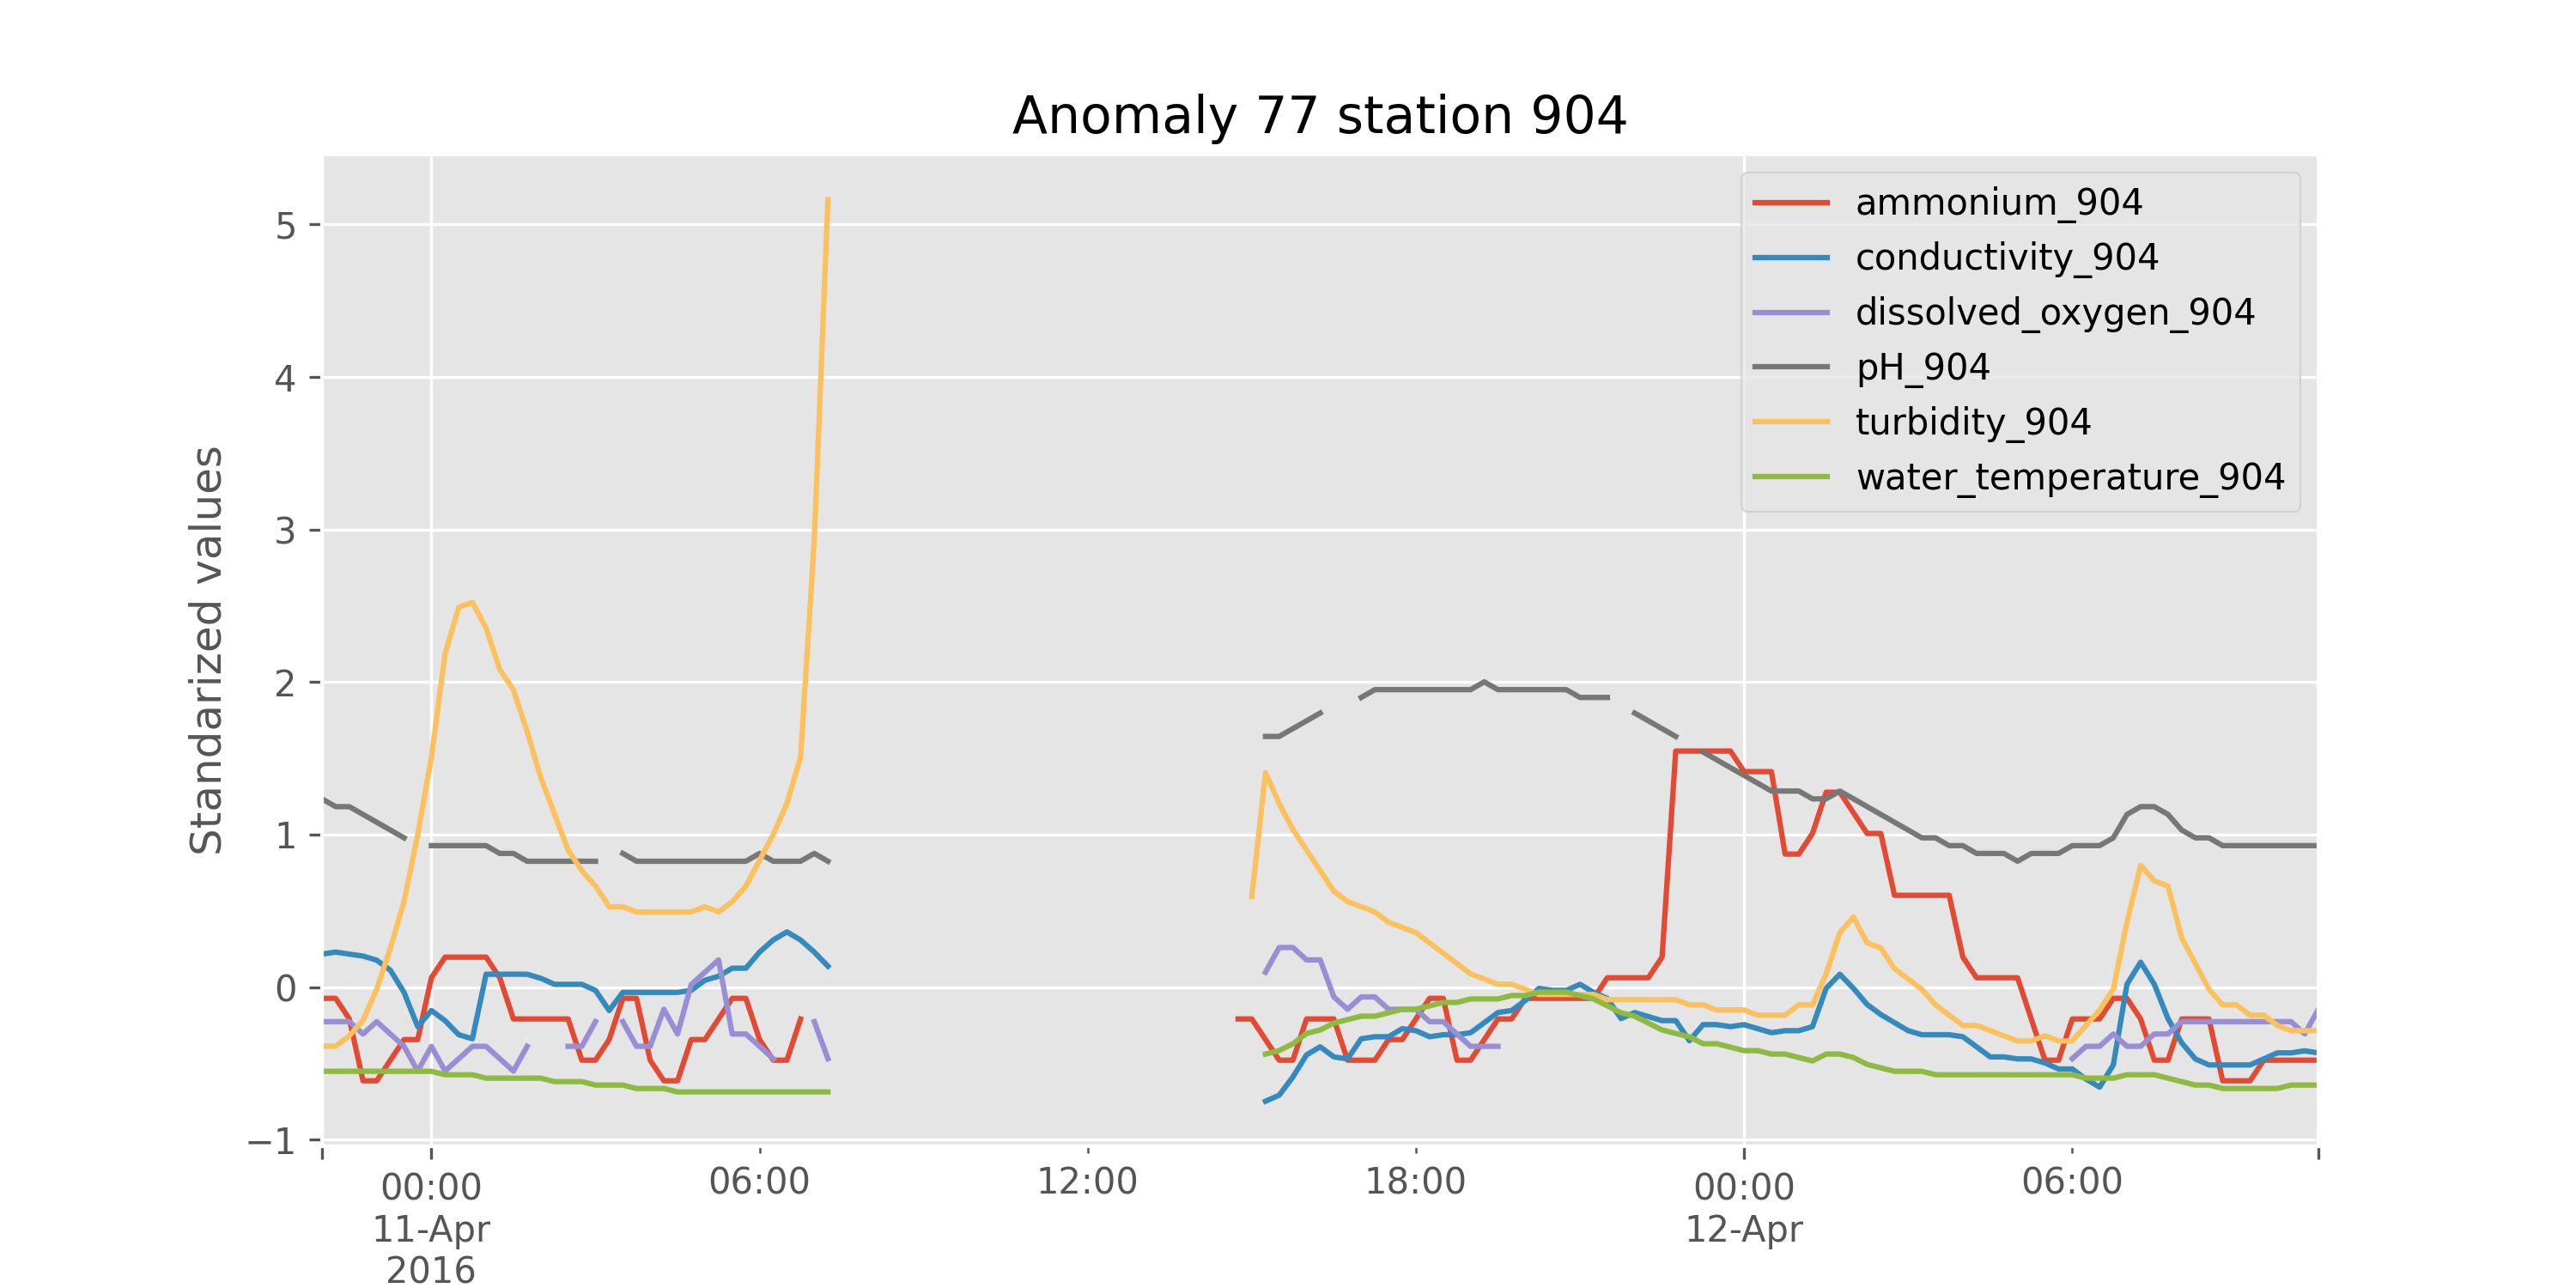 Anomaly 77 station 904
Standarized values
5
4
3
2
1
0
−1
ammonium_904
conductivity_904
dissolved_oxygen_904
pH_904
turbidity_904
water_temperature_904
00:00
11-Apr
2016
06:00
12:00
18:00
00:00
12-Apr
06:00